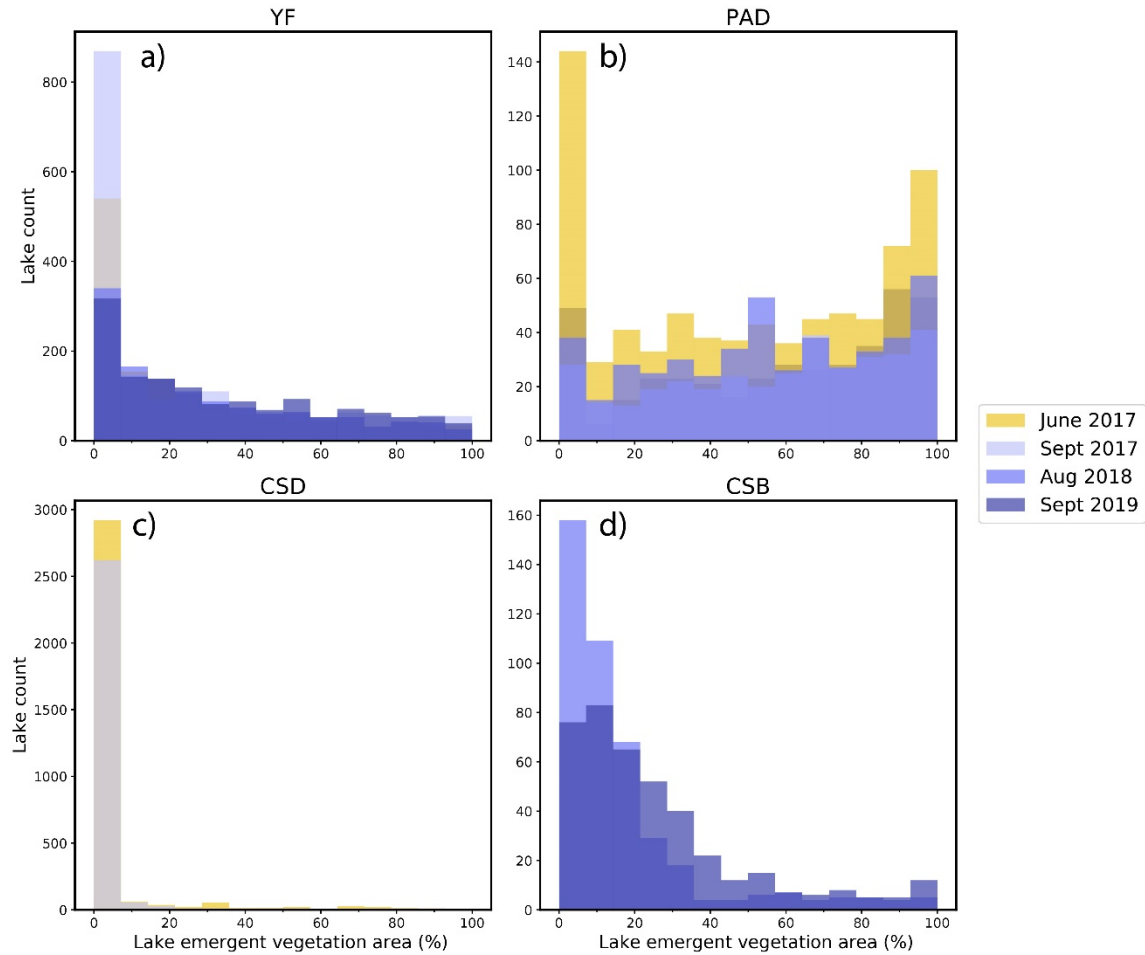 YF
a)
800
600
400
200
0
0 20 40 60 80 100
Lake count
PAD
b)
140
120
100
80
60
40
20
0
0 20 40 60 80 100
June 2017
Sept 2017
Aug 2018
Sept 2019
CSD
c)
3000
2500
2000
1500
1000
500
0
0 20 40 60 80 100
Lake count
Lake emergent vegetation area (%)
CSB
d)
160
140
120
100
80
60
40
20
0
0 20 40 60 80 100
Lake emergent vegetation area (%)